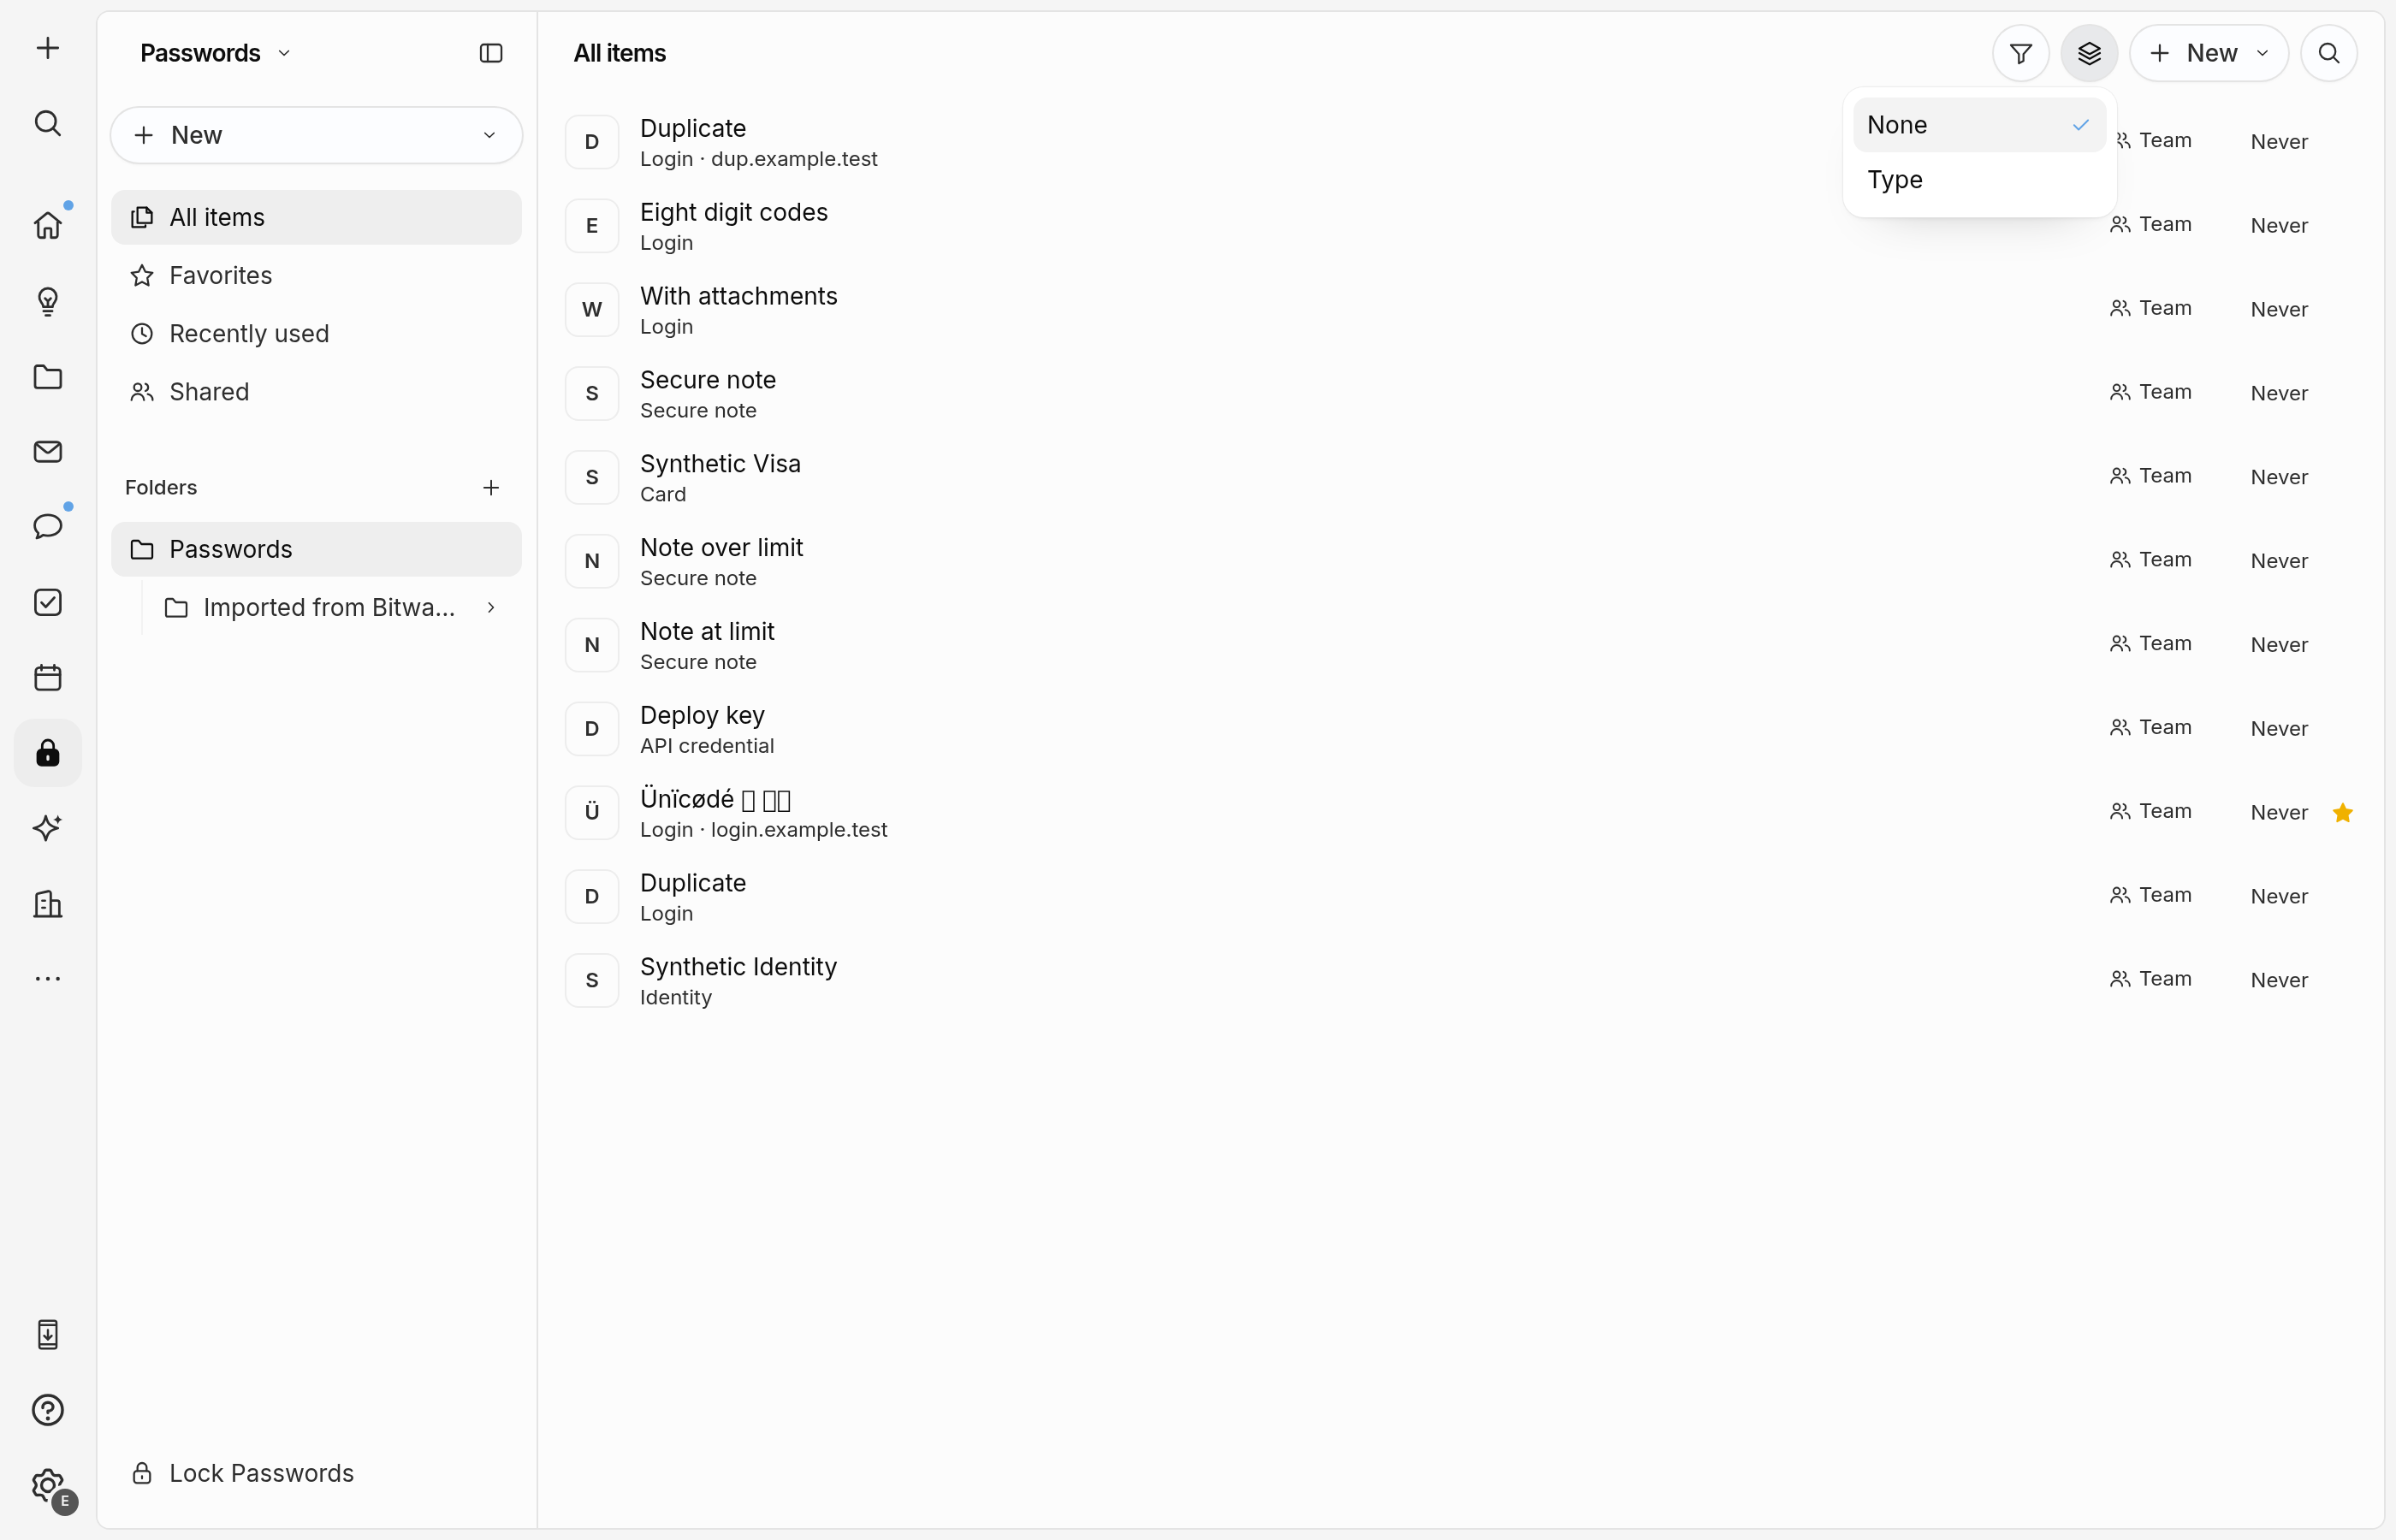 Passwords
New
All items
Favorites
Recently used
Shared
Folders
Passwords
Imported from Bitwa...
Lock Passwords
E
All items
New
None
Type
D
Duplicate
Login · dup.example.test
Team
Never
E
Eight digit codes
Login
Team
Never
W
With attachments
Login
Team
Never
S
Secure note
Secure note
Team
Never
S
Synthetic Visa
Card
Team
Never
N
Note over limit
Secure note
Team
Never
N
Note at limit
Secure note
Team
Never
D
Deploy key
API credential
Team
Never
Ü
Ünïcødé
Login · login.example.test
Team
Never
D
Duplicate
Login
Team
Never
S
Synthetic Identity
Identity
Team
Never